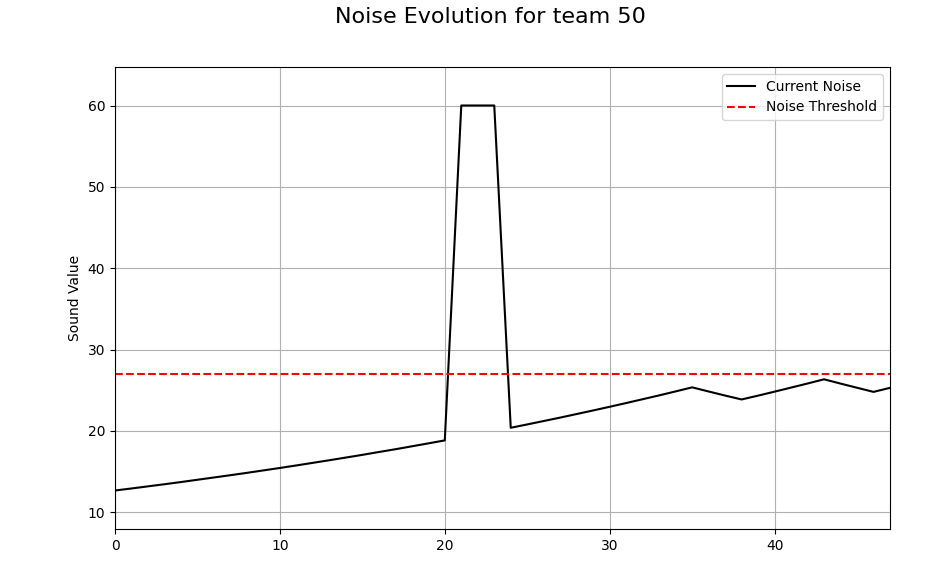 Noise Evolution for team 50
Current Noise
Noise Threshold
60
50
40
30
20
10
Sound Value
0 10 20 30 40